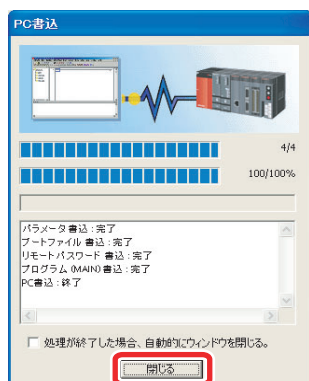 PC書込
4/4
100/100%
パラメータ 書込 : 完了
ブートファイル 書込 : 完了
リモートパスワード 書込 : 完了
プログラム (MAIN) 書込 : 完了
PC書込 : 終了
処理が終了した場合、自動的にウィンドウを閉じる。
閉じる